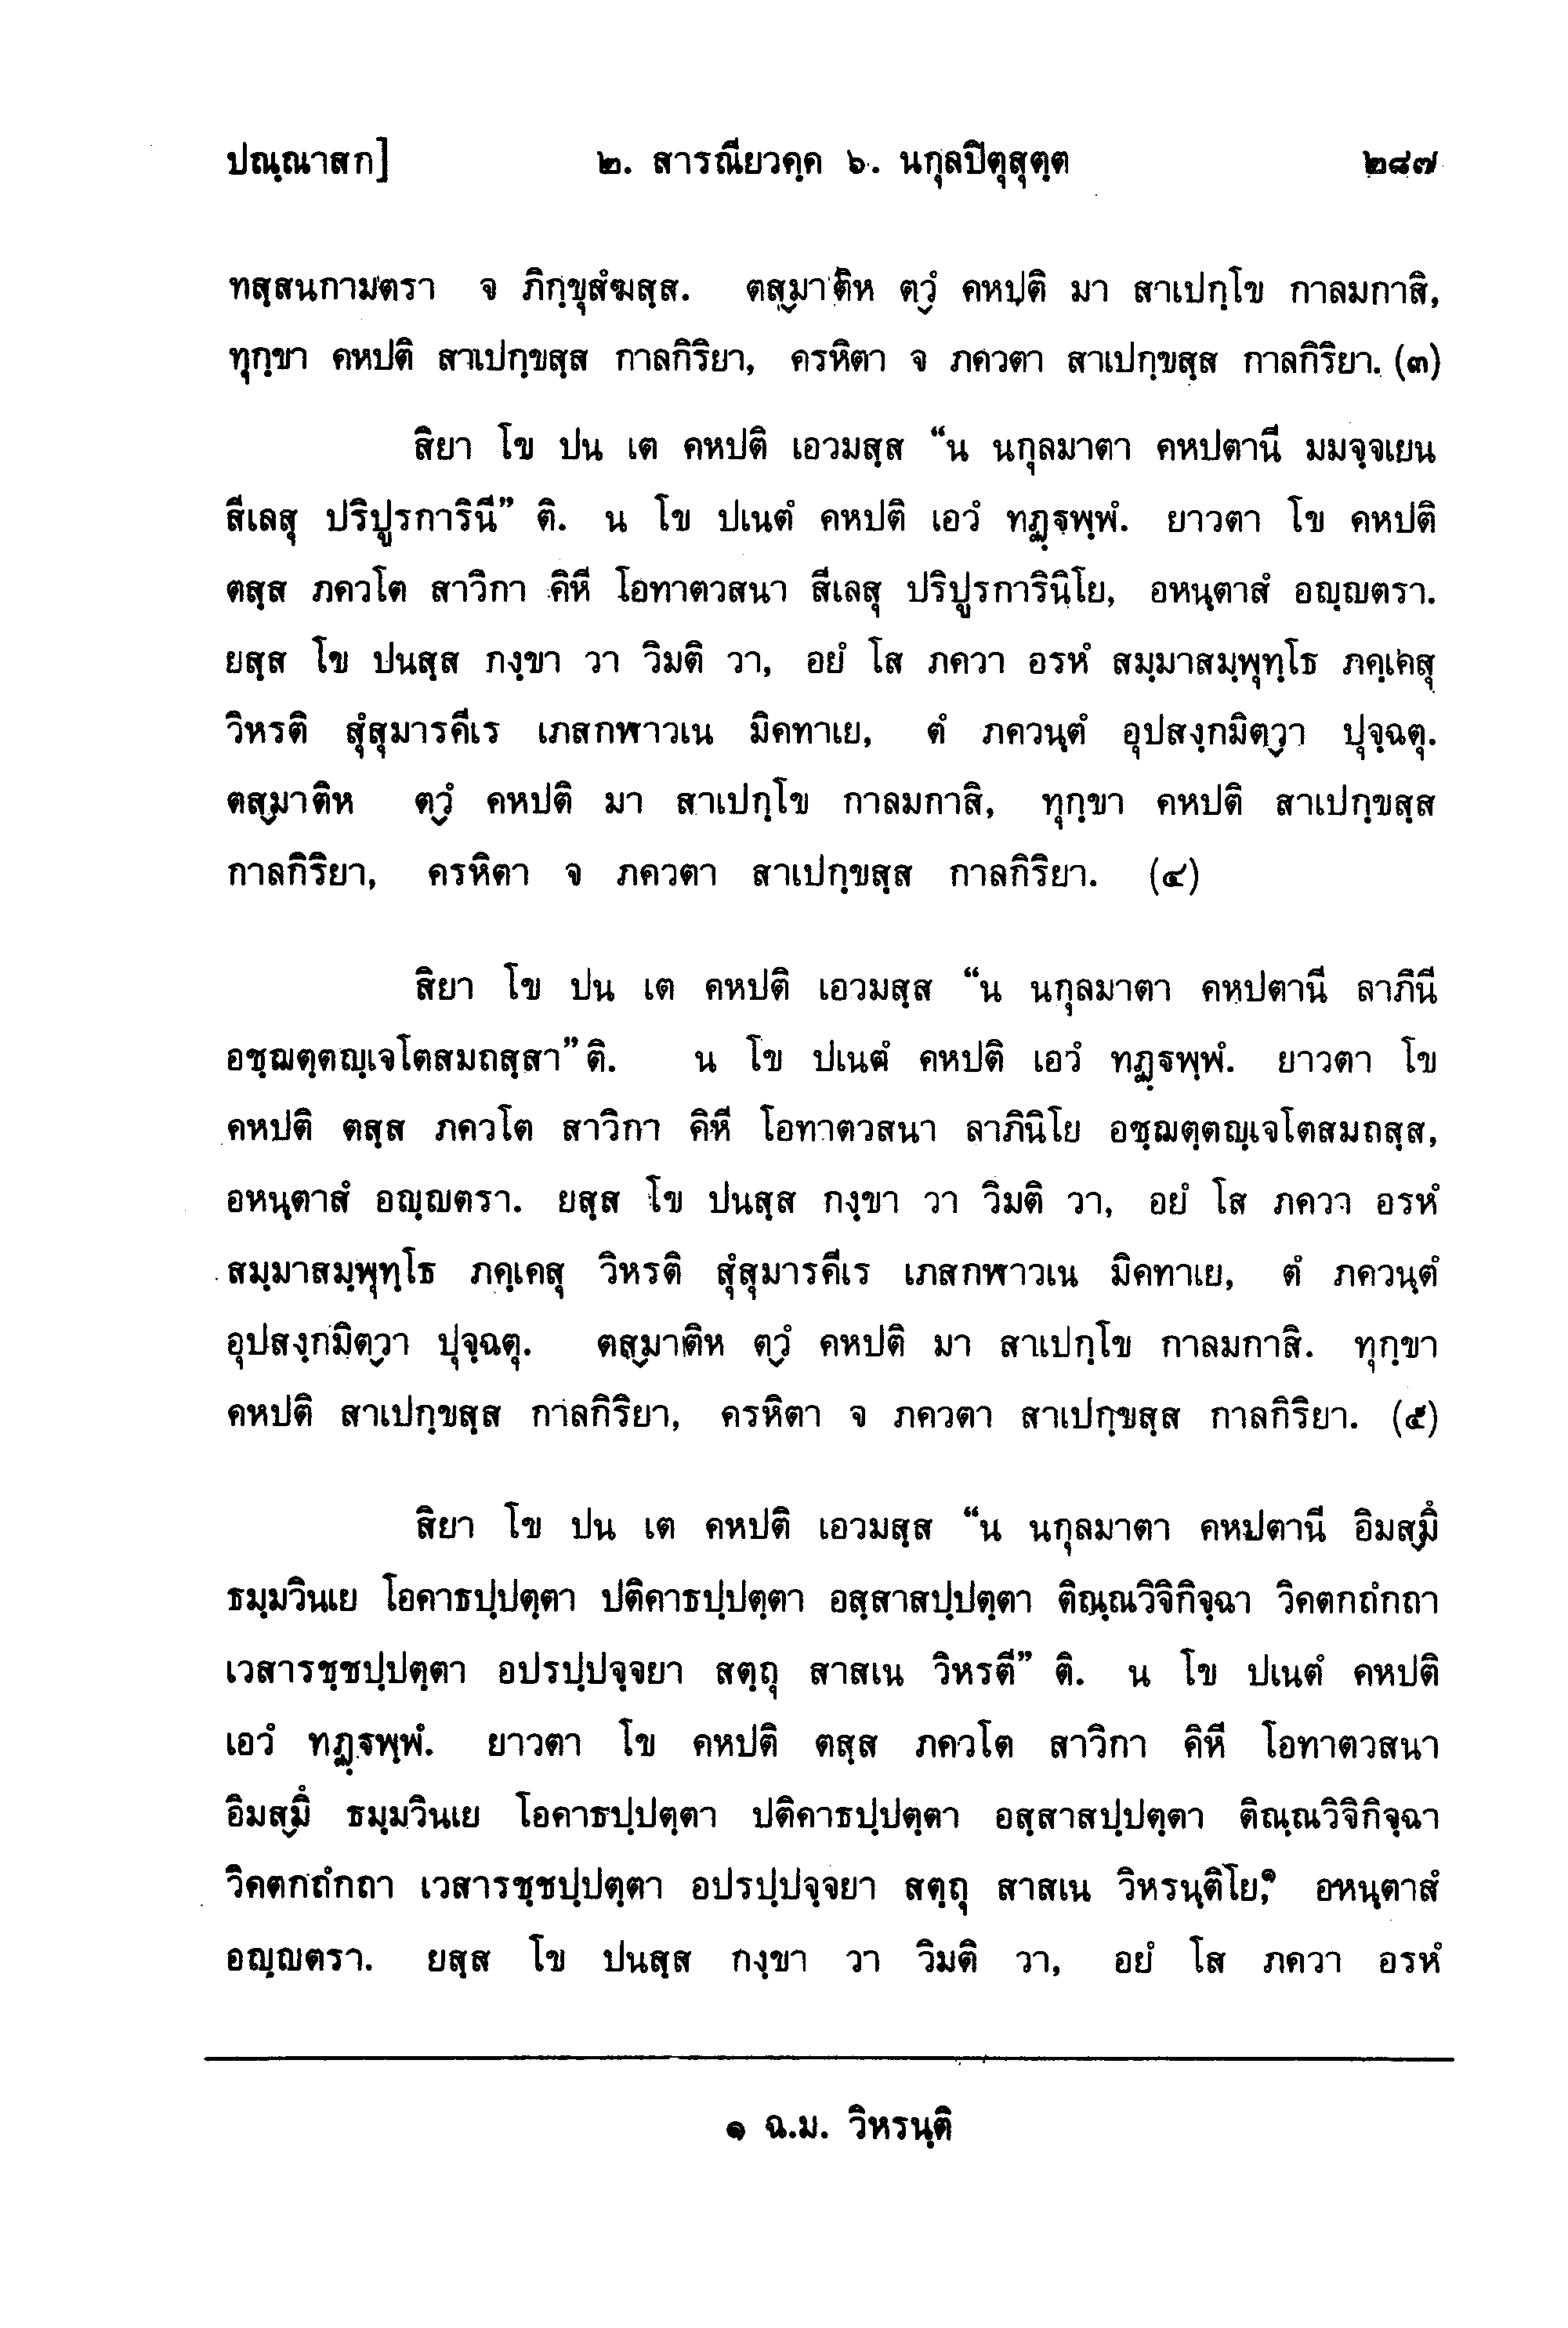 ปณฺณาสก] ๒. สารณียวคฺค ๖. นกุลปิตุสุตฺต ๒๘๗
ทสฺสนกามตรา จ ภิกฺขุสํฆสฺส. ตสฺมาติห ตฺวํ คหปติ มา สาเปกฺโข กาลมกาสิ,
ทุกฺขา คหปติ สาเปกฺขสฺส กาลกิริยา, ครหิตา จ ภควตา สาเปกฺขสฺส กาลกิริยา. (๓)
สิยา โข ปน เต คหปติ เอวมสฺส “น นกุลมาตา คหปตานี มมจฺจเยน
สีเลสุ ปริปูรการินี” ติ. น โข ปเนตํ คหปติ เอวํ ทฏฺฐพฺพํ. ยาวตา โข คหปติ
ตสฺส ภควโต สาวิกา คิหี โอทาตวสนา สีเลสุ ปริปูรการินิโย, อหนฺตาสํ อญฺญตรา.
ยสฺส โข ปนสฺส กงฺขา วา วิมติ วา, อยํ โส ภควา อรหํ สมฺมาสมฺพุทฺโธ ภคฺเคสุ
วิหรติ สุํสุมารคีเร เภสกฬาวเน มิคทาเย, ตํ ภควนฺตํ อุปสงฺกมิตฺวา ปุจฺฉตุ.
ตสฺมาติห ตฺวํ คหปติ มา สาเปกฺโข กาลมกาสิ, ทุกฺขา คหปติ สาเปกฺขสฺส
กาลกิริยา, ครหิตา จ ภควตา สาเปกฺขสฺส กาลกิริยา. (๔)
สิยา โข ปน เต คหปติ เอวมสฺส “น นกุลมาตา คหปตานี ลาภินี
อชฺฌตฺตญฺเจโตสมถสฺสา” ติ. น โข ปเนตํ คหปติ เอวํ ทฏฺฐพฺพํ. ยาวตา โข
คหปติ ตสฺส ภควโต สาวิกา คิหี โอทาตวสนา ลาภินิโย อชฺฌตฺตญฺเจโตสมถสฺส,
อหนฺตาสํ อญฺญตรา. ยสฺส โข ปนสฺส กงฺขา วา วิมติ วา, อยํ โส ภควา อรหํ
สมฺมาสมฺพุทฺโธ ภคฺเคสุ วิหรติ สุํสุมารคีเร เภสกฬาวเน มิคทาเย, ตํ ภควนฺตํ
อุปสงฺกมิตฺวา ปุจฺฉตุ. ตสฺมาติห ตฺวํ คหปติ มา สาเปกฺโข กาลมกาสิ. ทุกฺขา
คหปติ สาเปกฺขสฺส กาลกิริยา, ครหิตา จ ภควตา สาเปกฺขสฺส กาลกิริยา. (๕)
สิยา โข ปน เต คหปติ เอวมสฺส “น นกุลมาตา คหปตานี อิมสฺมิํ
ธมฺมวินเย โอคาธปฺปตฺตา ปติคาธปฺปตฺตา อสฺสาสปฺปตฺตา ติณฺณวิจิกิจฺฉา วิคตกถํกถา
เวสารชฺชปฺปตฺตา อปรปฺปจฺจยา สตฺถุ สาสเน วิหรตี” ติ. น โข ปเนตํ คหปติ
เอวํ ทฏฺฐพฺพํ. ยาวตา โข คหปติ ตสฺส ภควโต สาวิกา คิหี โอทาตวสนา
อิมสฺมิํ ธมฺมวินเย โอคาธปฺปตฺตา ปติคาธปฺปตฺตา อสฺสาสปฺปตฺตา ติณฺณวิจิกิจฺฉา
วิคตกถํกถา เวสารชฺชปฺปตฺตา อปรปฺปจฺจยา สตฺถุ สาสเน วิหรนฺติโย,๑ อหนฺตาสํ
อญฺญตรา. ยสฺส โข ปนสฺส กงฺขา วา วิมติ วา, อยํ โส ภควา อรหํ
๑ ฉ.ม. วิหรนฺติ